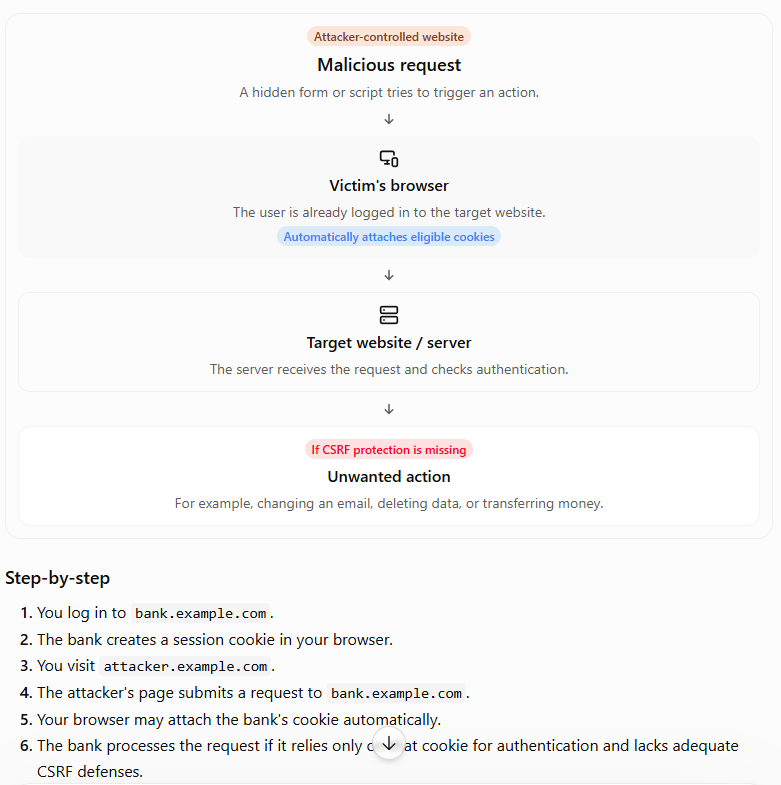 Attacker-controlled website
Malicious request
A hidden form or script tries to trigger an action.
Victim's browser
The user is already logged in to the target website.
Automatically attaches eligible cookies
Target website / server
The server receives the request and checks authentication.
If CSRF protection is missing
Unwanted action
For example, changing an email, deleting data, or transferring money.
Step-by-step
1. You log in to bank.example.com.
2. The bank creates a session cookie in your browser.
3. You visit attacker.example.com.
4. The attacker's page submits a request to bank.example.com.
5. Your browser may attach the bank's cookie automatically.
6. The bank processes the request if it relies only cookie for authentication and lacks adequate
CSRF defenses.